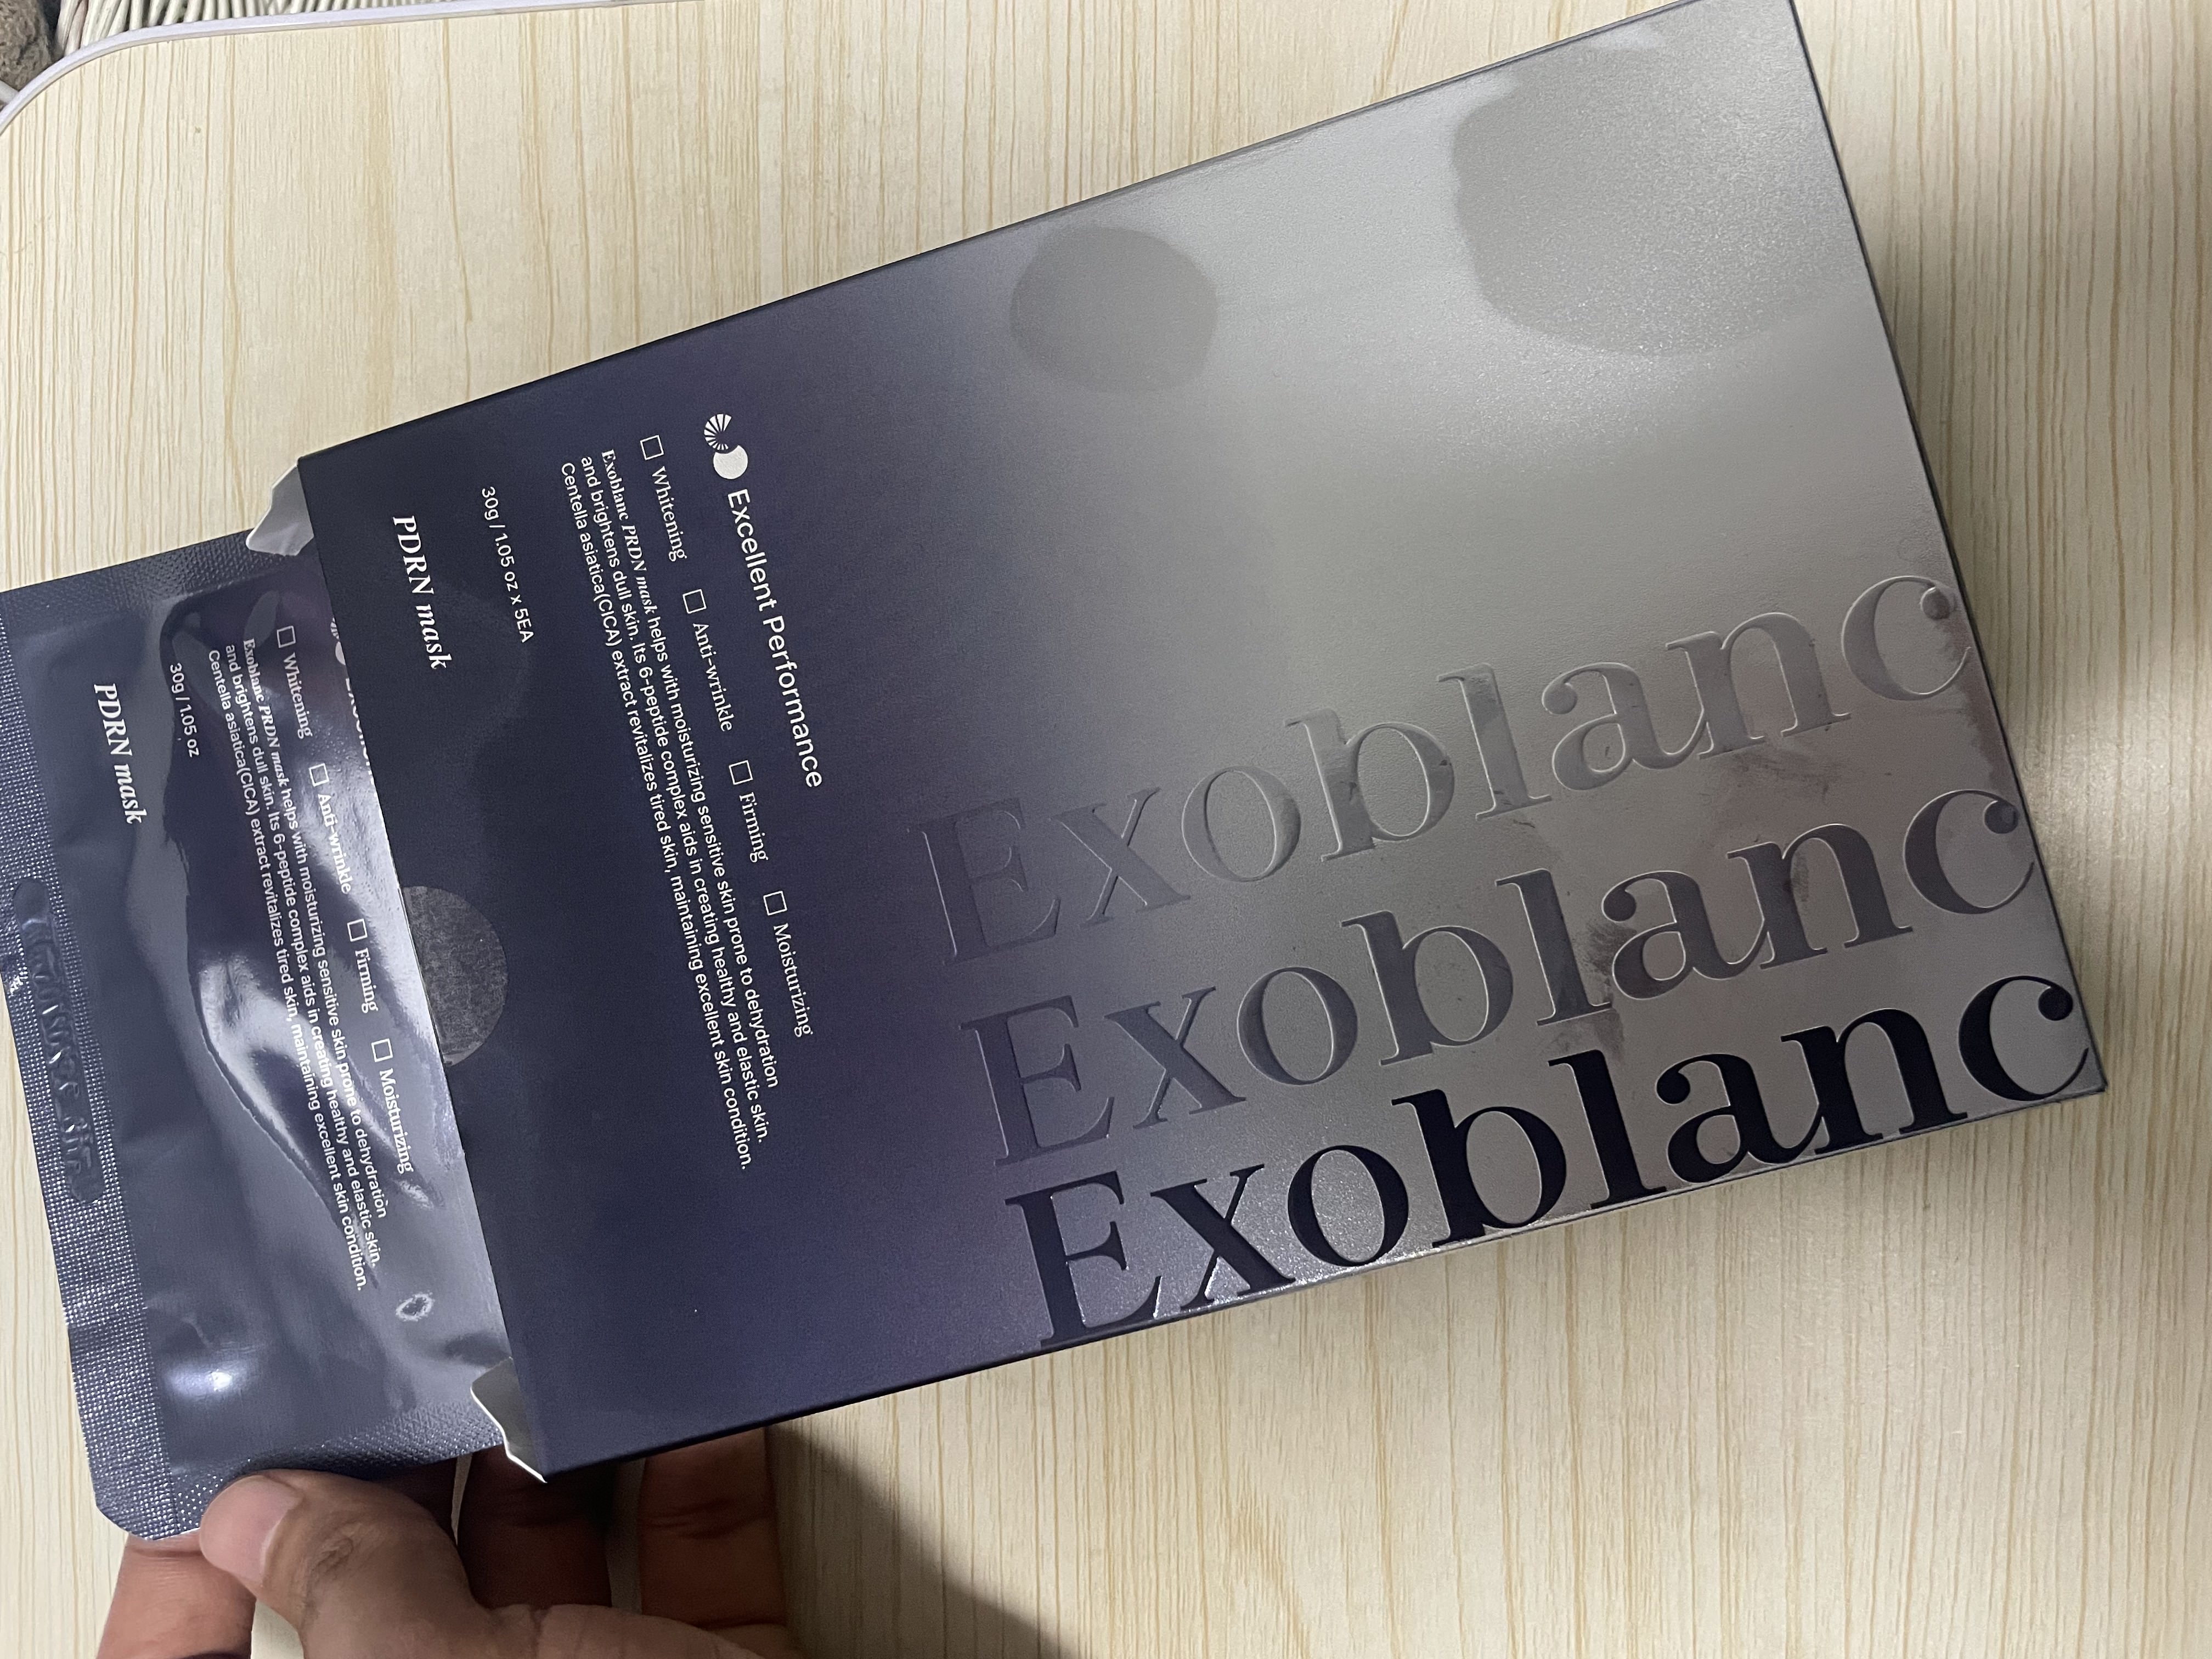 Exoblanc
Exoblanc
Exoblanc
Excellent Performance
Whitening Anti-wrinkle Firming Moisturizing
Exoblanc PRDN mask helps with moisturizing sensitive skin prone to dehydration
and brightens dull skin. Its 6-peptide complex aids in creating healthy and elastic skin.
Centella asiatica(CICA) extract revitalizes tired skin, maintaining excellent skin condition.
30g / 1.05 oz x 5EA
PDRN mask
Whitening Anti-wrinkle Firming Moisturizing
Exoblanc PRDN mask helps with moisturizing sensitive skin prone to dehydration
and brightens dull skin. Its 6-peptide complex aids in creating healthy and elastic skin.
Centella asiatica(CICA) extract revitalizes tired skin, maintaining excellent skin condition.
30g / 1.05 oz
PDRN mask